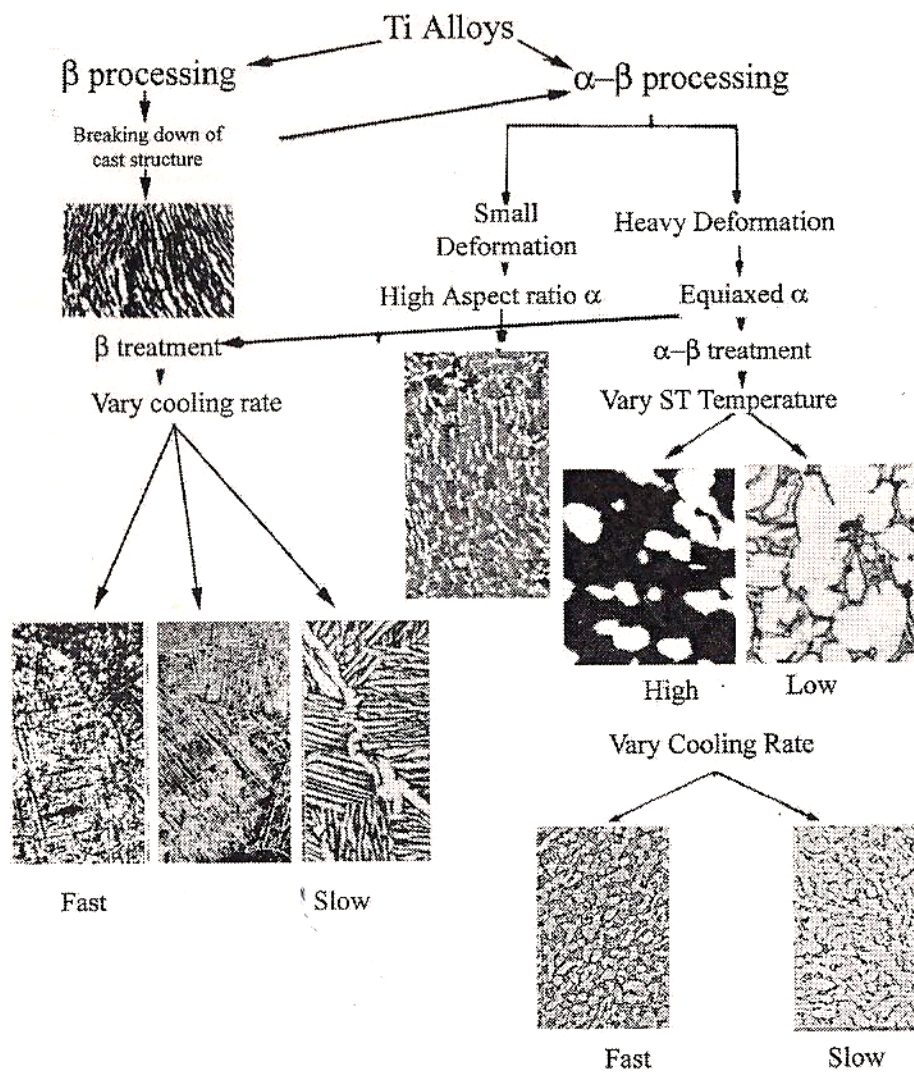 Ti Alloys
β processing
α–β processing
Breaking down of
cast structure
Small
Deformation
Heavy Deformation
High Aspect ratio α
Equiaxed α
β treatment
α–β treatment
Vary cooling rate
Vary ST Temperature
High
Low
Vary Cooling Rate
Fast
Slow
Fast
Slow